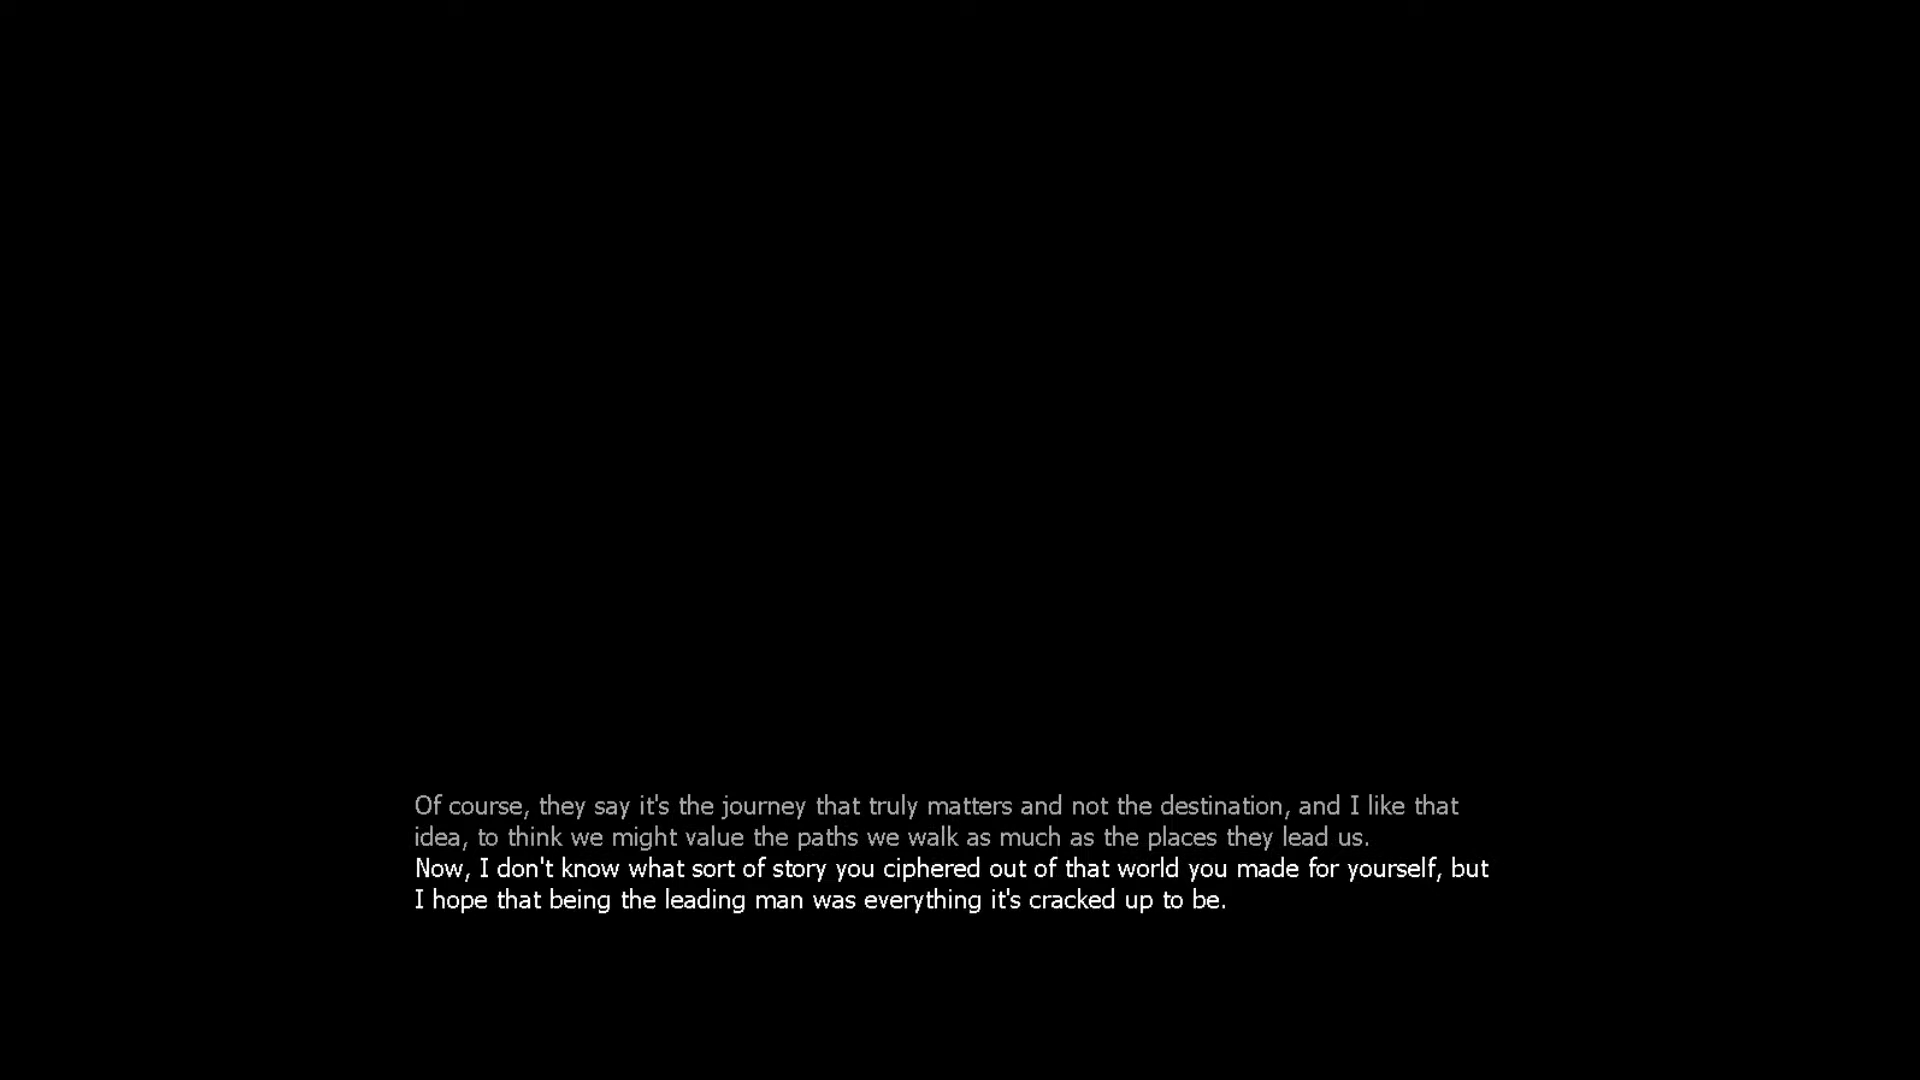 Of course, they say it's the journey that truly matters and not the destination, and I like that
idea, to think we might value the paths we walk as much as the places they lead us.
Now, I don't know what sort of story you ciphered out of that world you made for yourself, but
I hope that being the leading man was everything it's cracked up to be.